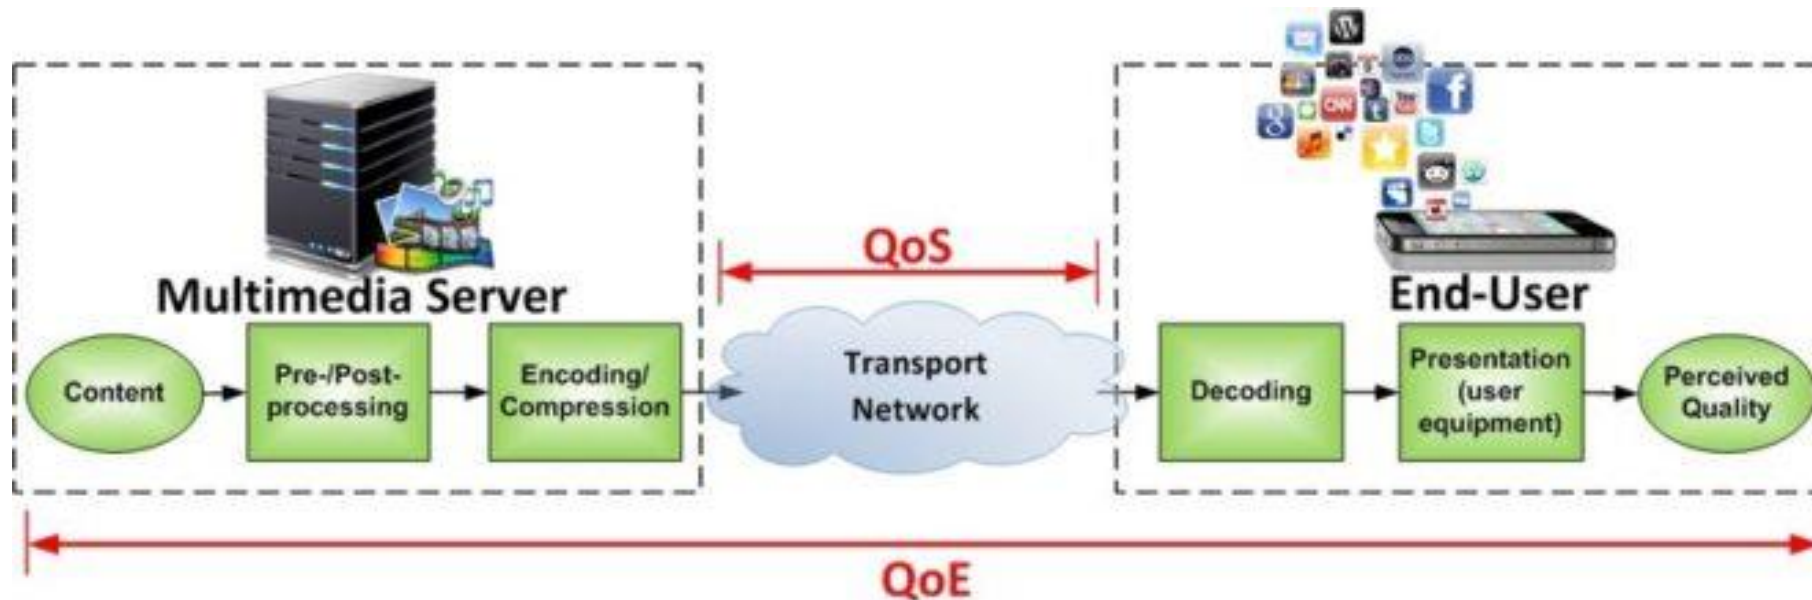 Multimedia Server
Content
Pre-/Post-
processing
Encoding/
Compression
QoS
Transport
Network
CNN
End-User
Decoding
Presentation
(user
equipment)
Perceived
Quality
QoE